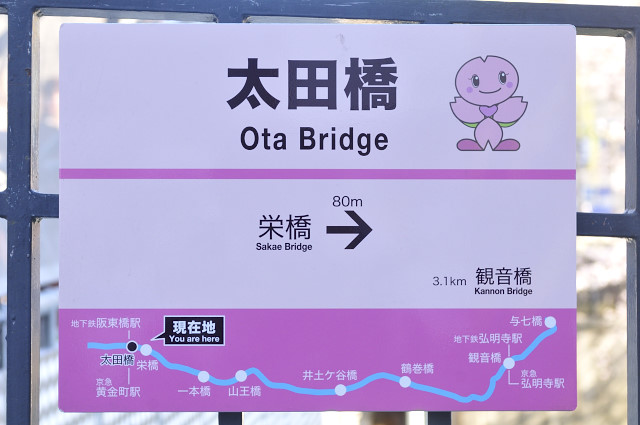 太田橋
Ota Bridge
80m
栄橋
Sakae Bridge
3.1km 観音橋
Kannon Bridge
地下鉄阪東橋駅
現在地
You are here
太田橋
栄橋
京急
黄金町駅
一本橋
山王橋
井土ケ谷橋
鶴巻橋
観音橋
地下鉄弘明寺駅
京急
弘明寺駅
与七橋